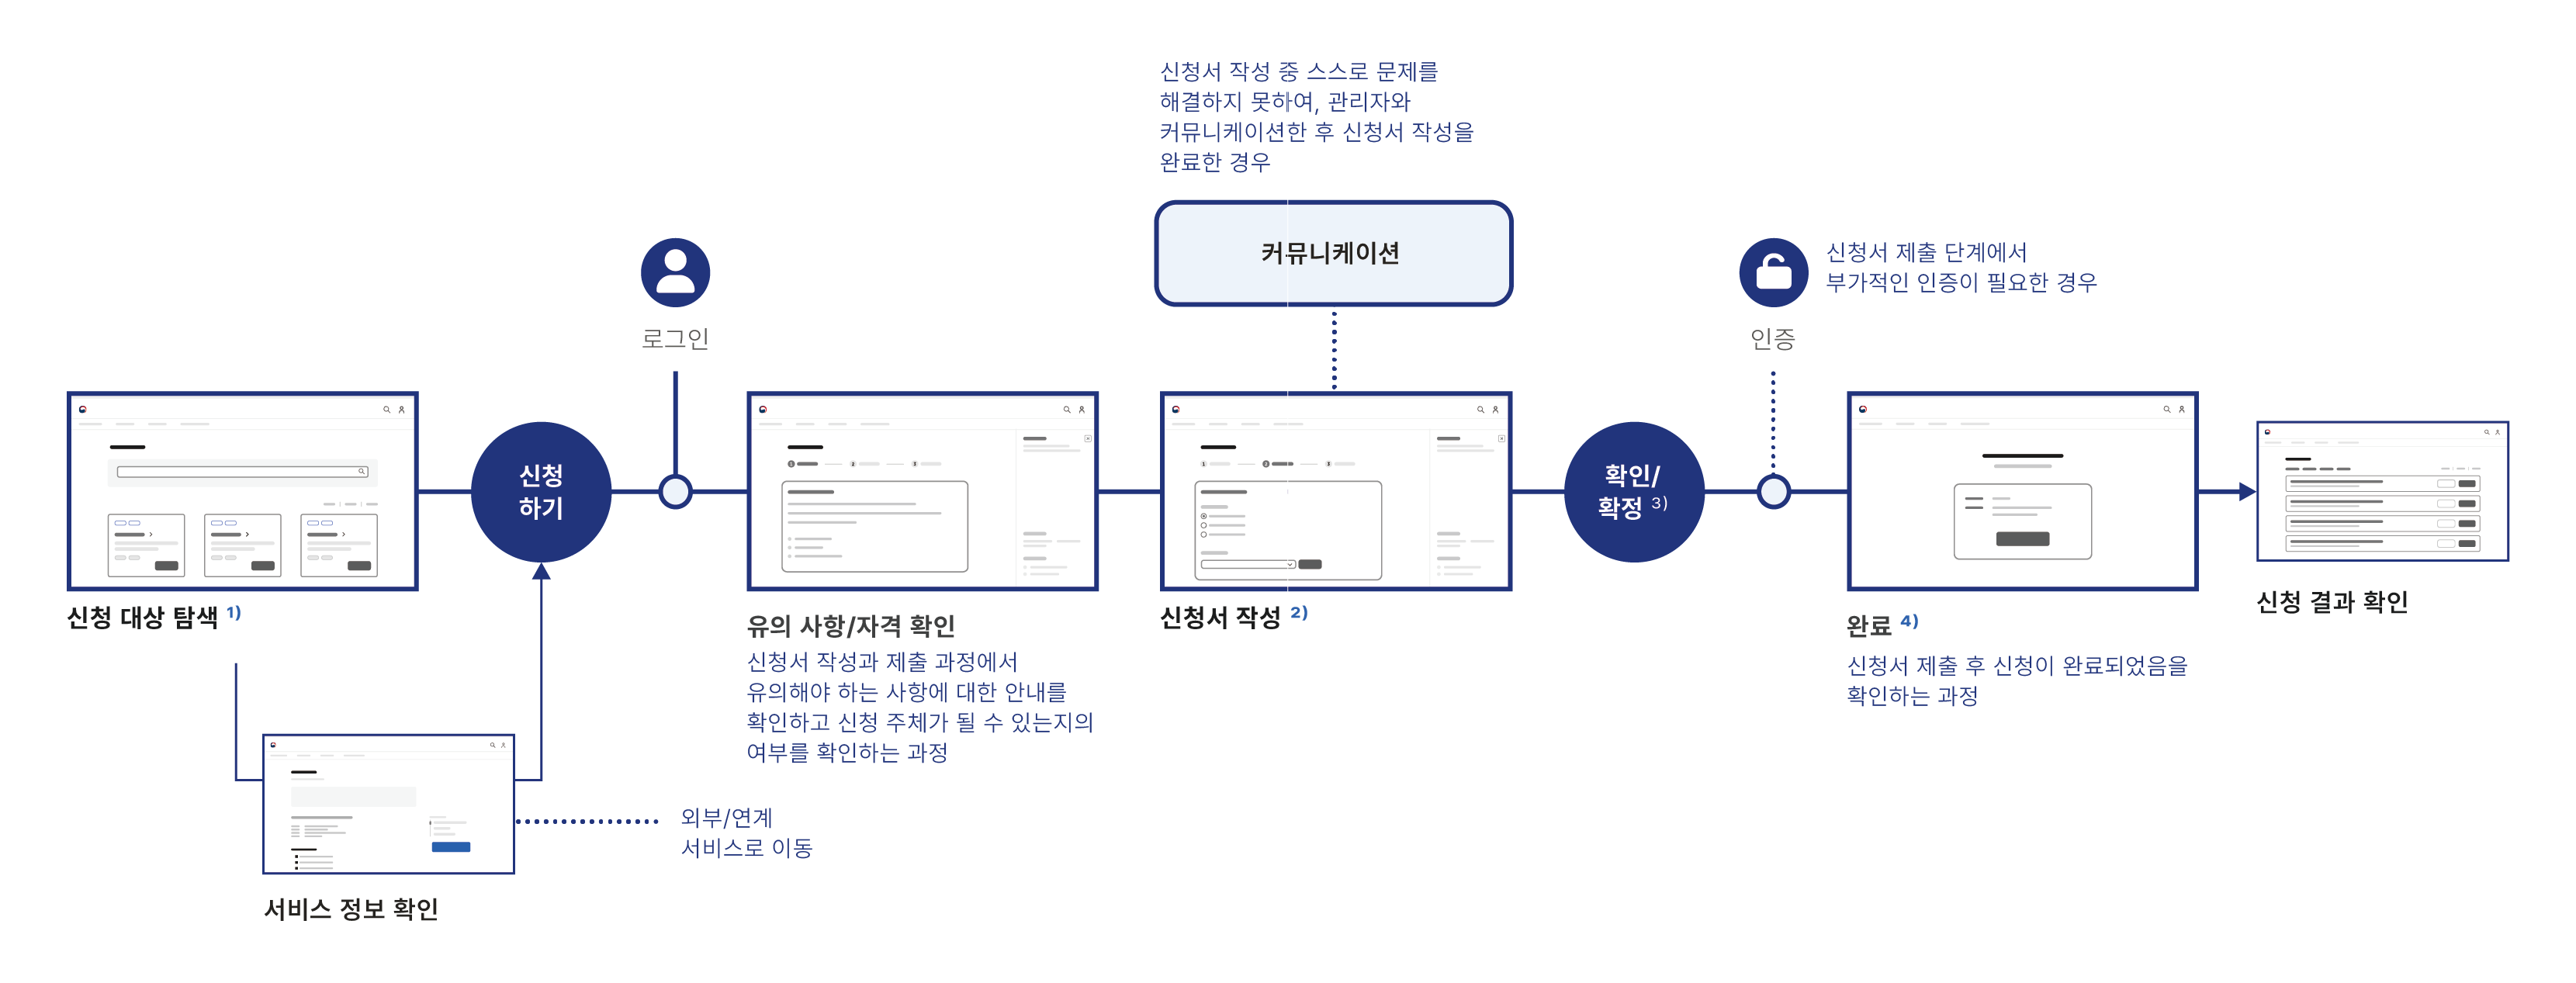 신청서 작성 중 스스로 문제를
해결하지 못하여, 관리자와
커뮤니케이션한 후 신청서 작성을
완료한 경우
커뮤니케이션
로그인
인증
신청서 제출 단계에서
부가적인 인증이 필요한 경우
신청
하기
확인/
확정 3)
신청 대상 탐색 1)
유의 사항/자격 확인
신청서 작성과 제출 과정에서
유의해야 하는 사항에 대한 안내를
확인하고 신청 주체가 될 수 있는지의
여부를 확인하는 과정
신청서 작성 2)
완료 4)
신청서 제출 후 신청이 완료되었음을
확인하는 과정
신청 결과 확인
외부/연계
서비스로 이동
서비스 정보 확인